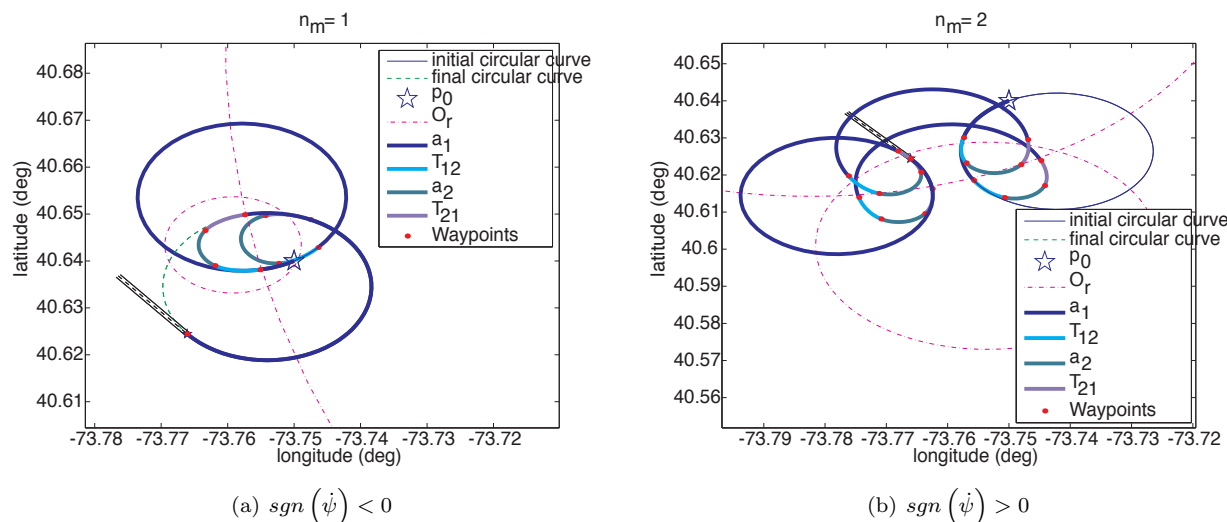 n_m= 1
initial circular curve
final circular curve
p_0
O_r
a_1
T_12
a_2
T_21
Waypoints
40.68
40.67
40.66
40.65
40.64
40.63
40.62
40.61
latitude (deg)
-73.78 -73.77 -73.76 -73.75 -73.74 -73.73 -73.72
longitude (deg)
(a) sgn (ψ̇) < 0
n_m= 2
40.65
40.64
40.63
40.62
40.61
40.6
40.59
40.58
40.57
40.56
latitude (deg)
initial circular curve
final circular curve
p_0
O_r
a_1
T_12
a_2
T_21
Waypoints
-73.79 -73.78 -73.77 -73.76 -73.75 -73.74 -73.73 -73.72
longitude (deg)
(b) sgn (ψ̇) > 0